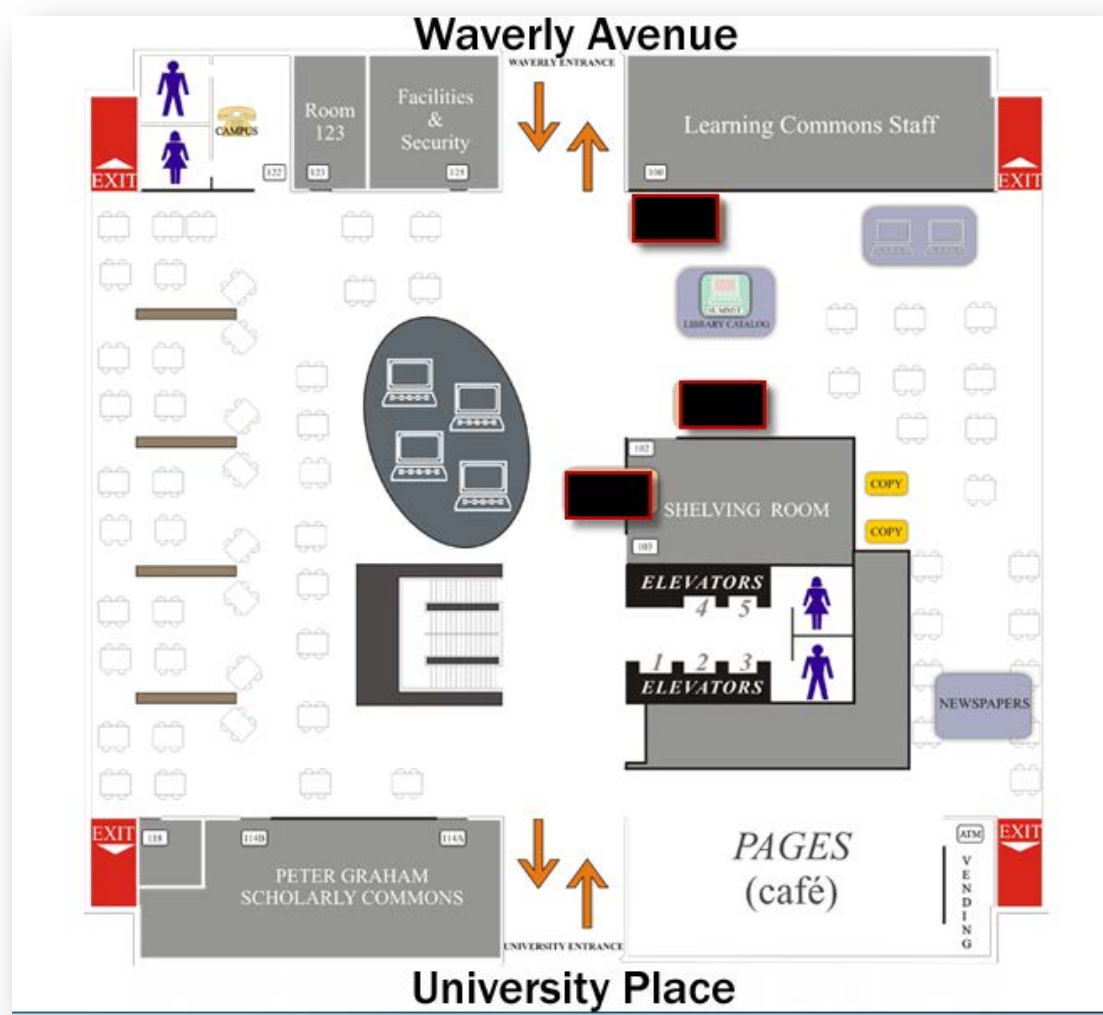 Waverly Avenue
WAVERLY ENTRANCE
CAMPUS
Room
123
Facilities
&
Security
Learning Commons Staff
EXIT
EXIT
122
123
125
100
SUMMIT
LIBRARY CATALOG
102
COPY
SHELVING ROOM
COPY
103
ELEVATORS
4 5
1 2 3
ELEVATORS
NEWSPAPERS
EXIT
118
114B
114A
PETER GRAHAM
SCHOLARLY COMMONS
PAGES
(café)
ATM
VENDING
EXIT
UNIVERSITY ENTRANCE
University Place